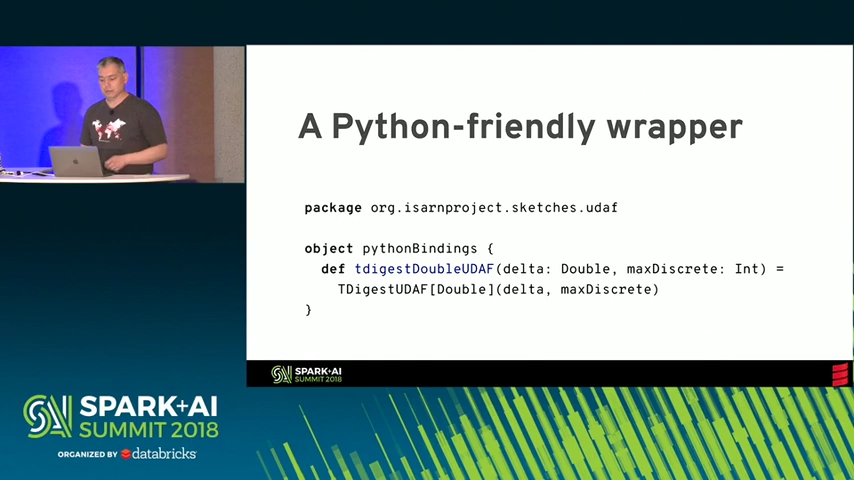 A Python-friendly wrapper
package org.isarnproject.sketches.udaf
object pythonBindings {
def tdigestDoubleUDAF(delta: Double, maxDiscrete: Int) =
TDigestUDAF[Double](delta, maxDiscrete)
}
SPARK+AI
SUMMIT 2018
SPARK+AI
SUMMIT 2018
ORGANIZED BY databricks